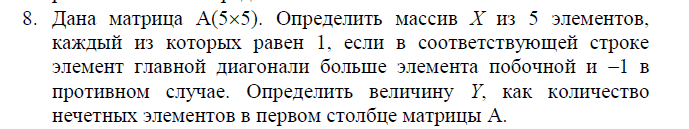 8. Дана матрица А(5×5). Определить массив X из 5 элементов,
каждый из которых равен 1, если в соответствующей строке
элемент главной диагонали больше элемента побочной и –1 в
противном случае. Определить величину Y, как количество
нечетных элементов в первом столбце матрицы А.